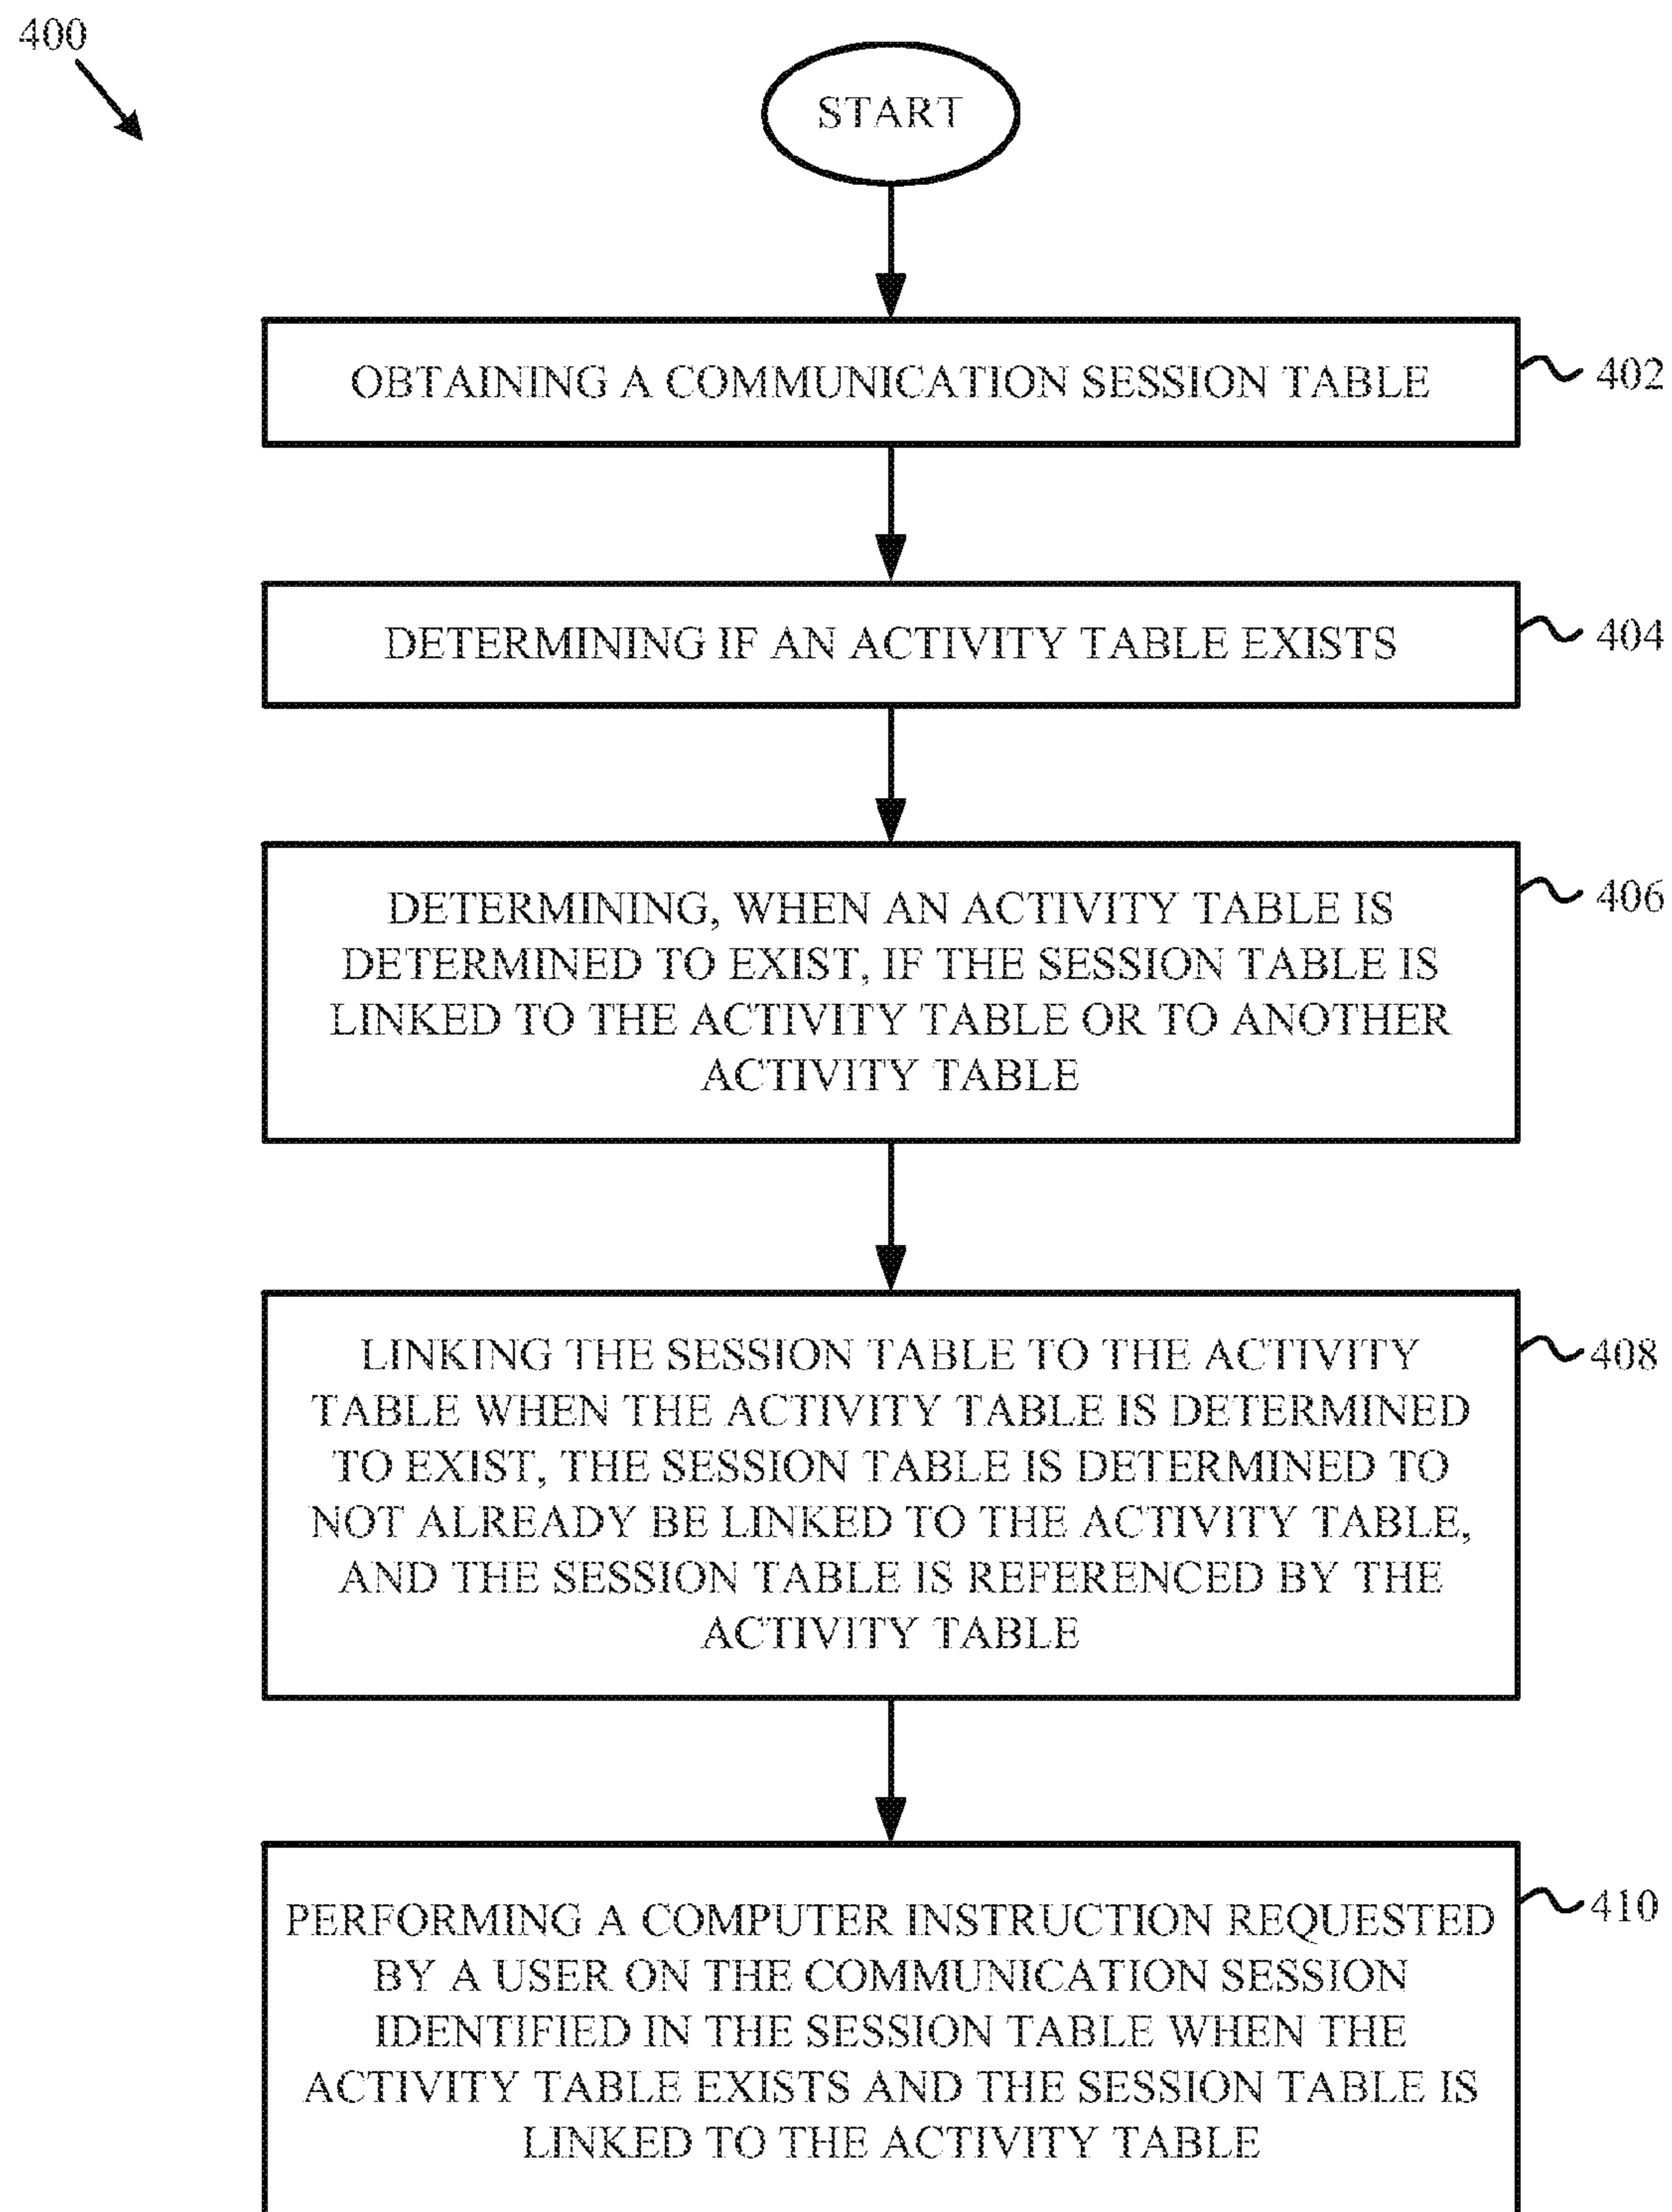 400
START
OBTAINING A COMMUNICATION SESSION TABLE
402
DETERMINING IF AN ACTIVITY TABLE EXISTS
404
DETERMINING, WHEN AN ACTIVITY TABLE IS
DETERMINED TO EXIST, IF THE SESSION TABLE IS
LINKED TO THE ACTIVITY TABLE OR TO ANOTHER
ACTIVITY TABLE
406
LINKING THE SESSION TABLE TO THE ACTIVITY
TABLE WHEN THE ACTIVITY TABLE IS DETERMINED
TO EXIST, THE SESSION TABLE IS DETERMINED TO
NOT ALREADY BE LINKED TO THE ACTIVITY TABLE,
AND THE SESSION TABLE IS REFERENCED BY THE
ACTIVITY TABLE
408
PERFORMING A COMPUTER INSTRUCTION REQUESTED
BY A USER ON THE COMMUNICATION SESSION
IDENTIFIED IN THE SESSION TABLE WHEN THE
ACTIVITY TABLE EXISTS AND THE SESSION TABLE IS
LINKED TO THE ACTIVITY TABLE
410